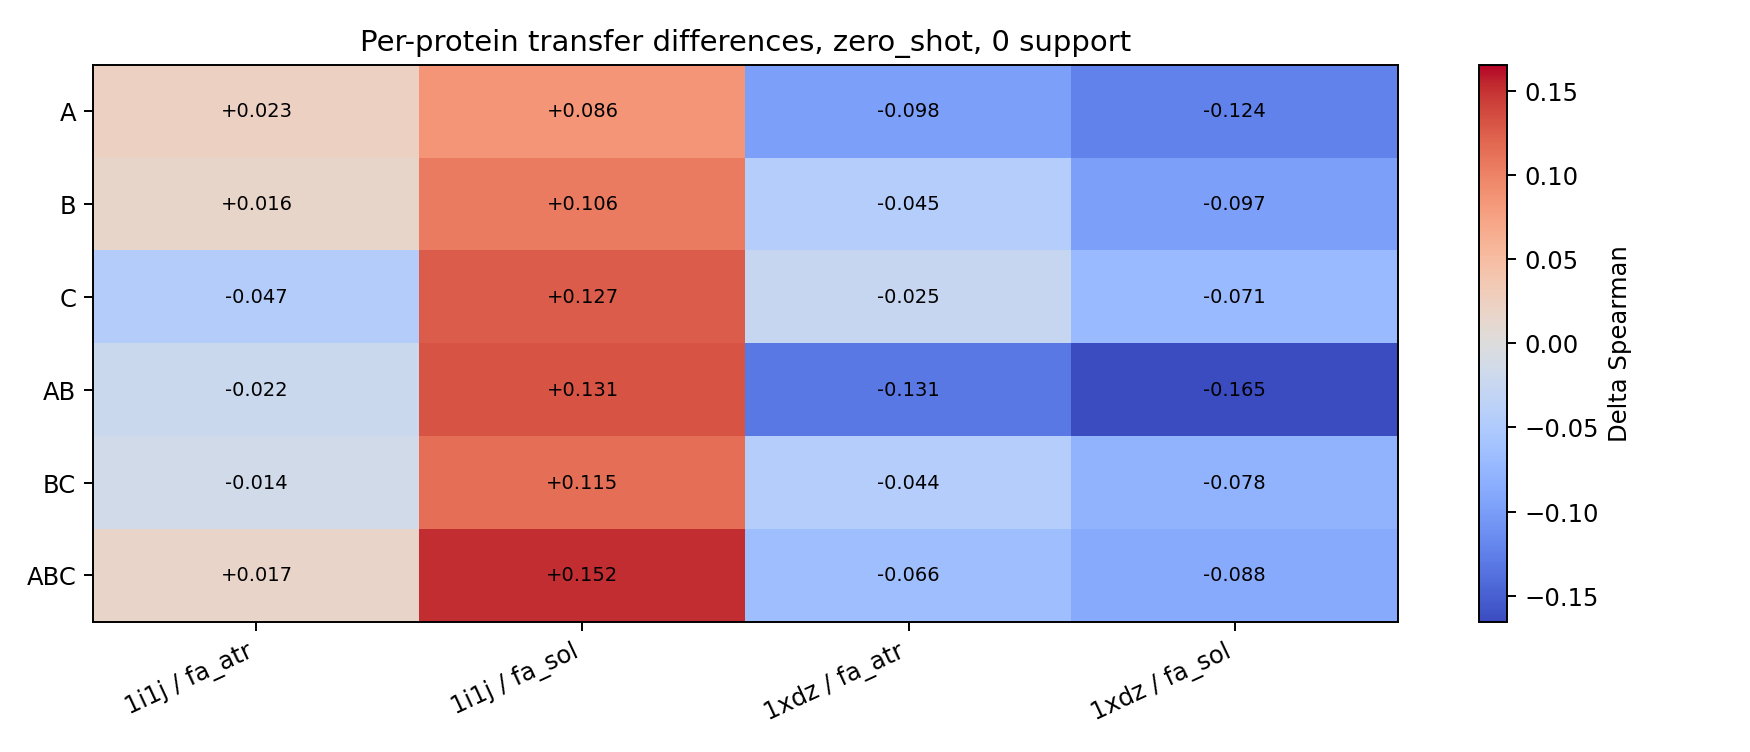 Per-protein transfer differences, zero_shot, 0 support
A +0.023 +0.086 -0.098 -0.124
B +0.016 +0.106 -0.045 -0.097
C -0.047 +0.127 -0.025 -0.071
AB -0.022 +0.131 -0.131 -0.165
BC -0.014 +0.115 -0.044 -0.078
ABC +0.017 +0.152 -0.066 -0.088
1i1j / fa_atr
1i1j / fa_sol
1xdz / fa_atr
1xdz / fa_sol
0.15
0.10
0.05
0.00
−0.05
−0.10
−0.15
Delta Spearman